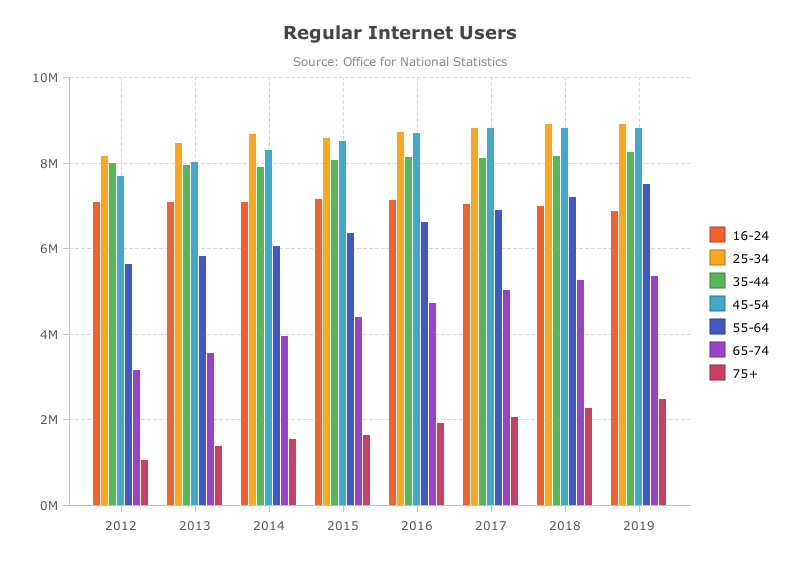 Regular Internet Users
Source: Office for National Statistics
10M
8M
6M
4M
2M
0M
2012 2013 2014 2015 2016 2017 2018 2019
16-24
25-34
35-44
45-54
55-64
65-74
75+